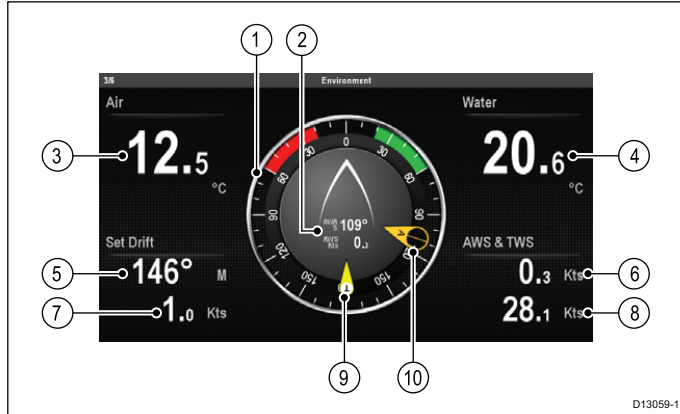 1 2
3/6 Environment
Air Water
3 12.5 °C
20.6 °C 4
0
30 30
60 60
90 90
120
150 150
AWA S 109°
AWS Kts 0.3
A
T
Set Drift AWS & TWS
5 146° M 0.3 Kts 6
7 1.0 Kts 28.1 Kts 8
9 10
D13059-1